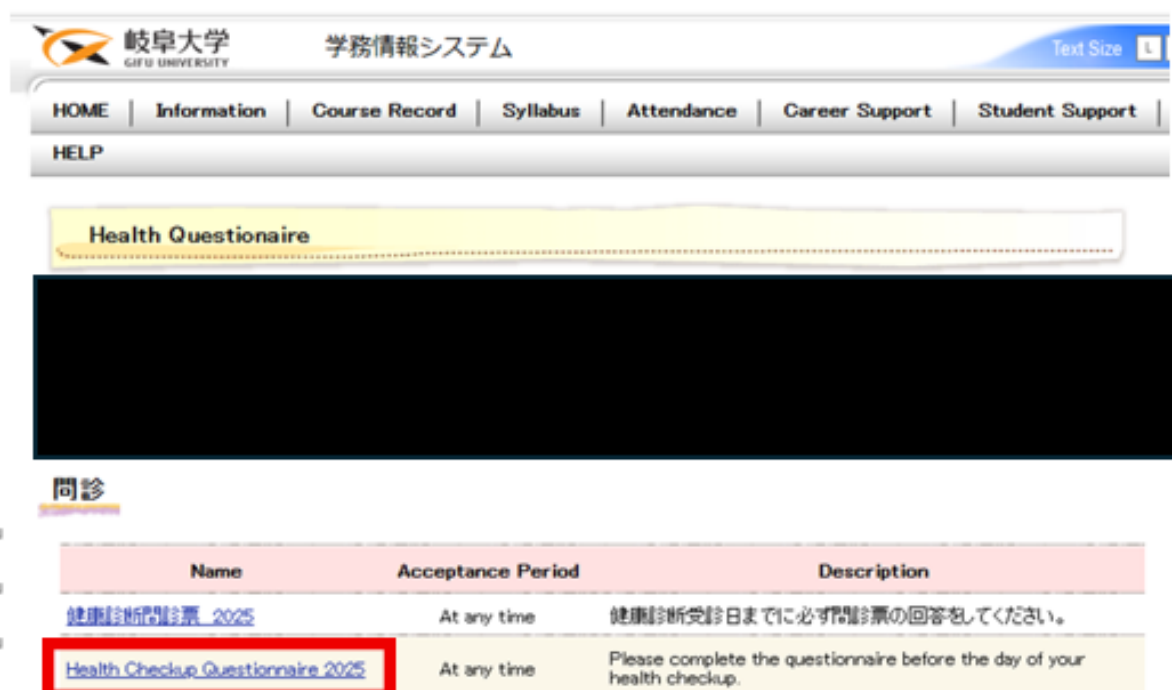 岐阜大学
GIFU UNIVERSITY
学務情報システム
Text Size L
HOME | Information | Course Record | Syllabus | Attendance | Career Support | Student Support |
HELP
Health Questionaire
問診
Name Acceptance Period Description
健康診断問診票 2025 At any time 健康診断受診日までに必ず問診票の回答をしてください。
Health Checkup Questionnaire 2025 At any time Please complete the questionnaire before the day of your
health checkup.